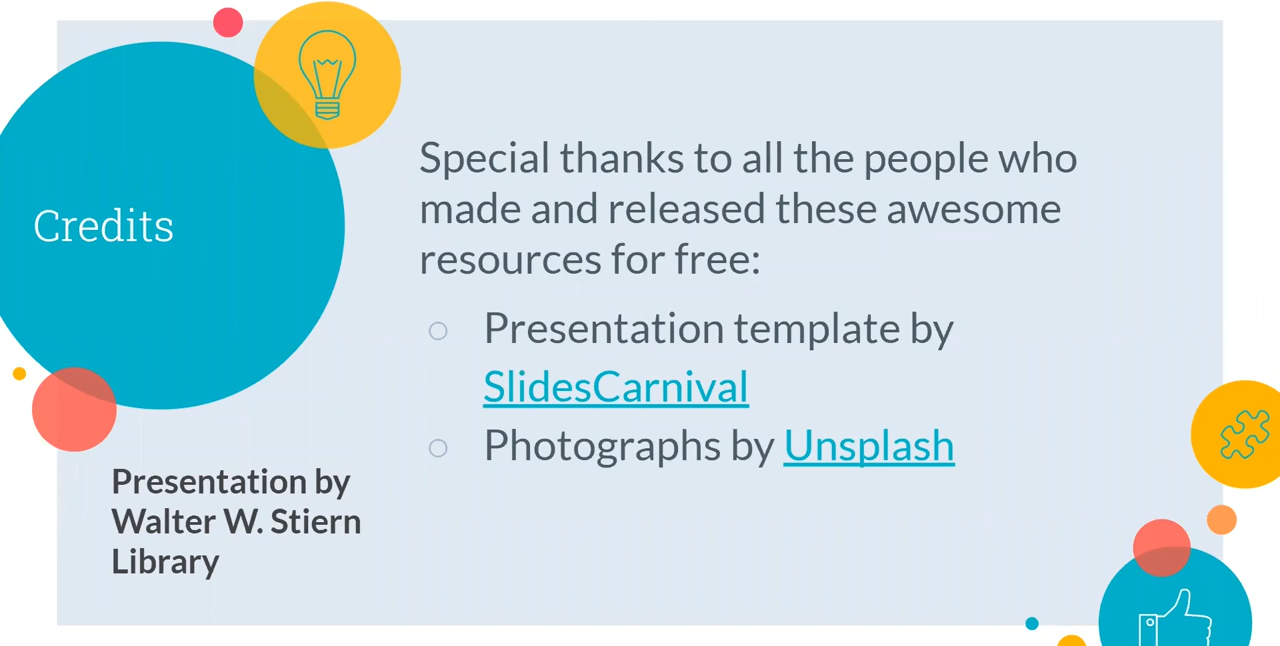 Credits
Special thanks to all the people who
made and released these awesome
resources for free:
Presentation template by
SlidesCarnival
Photographs by Unsplash
Presentation by
Walter W. Stiern
Library